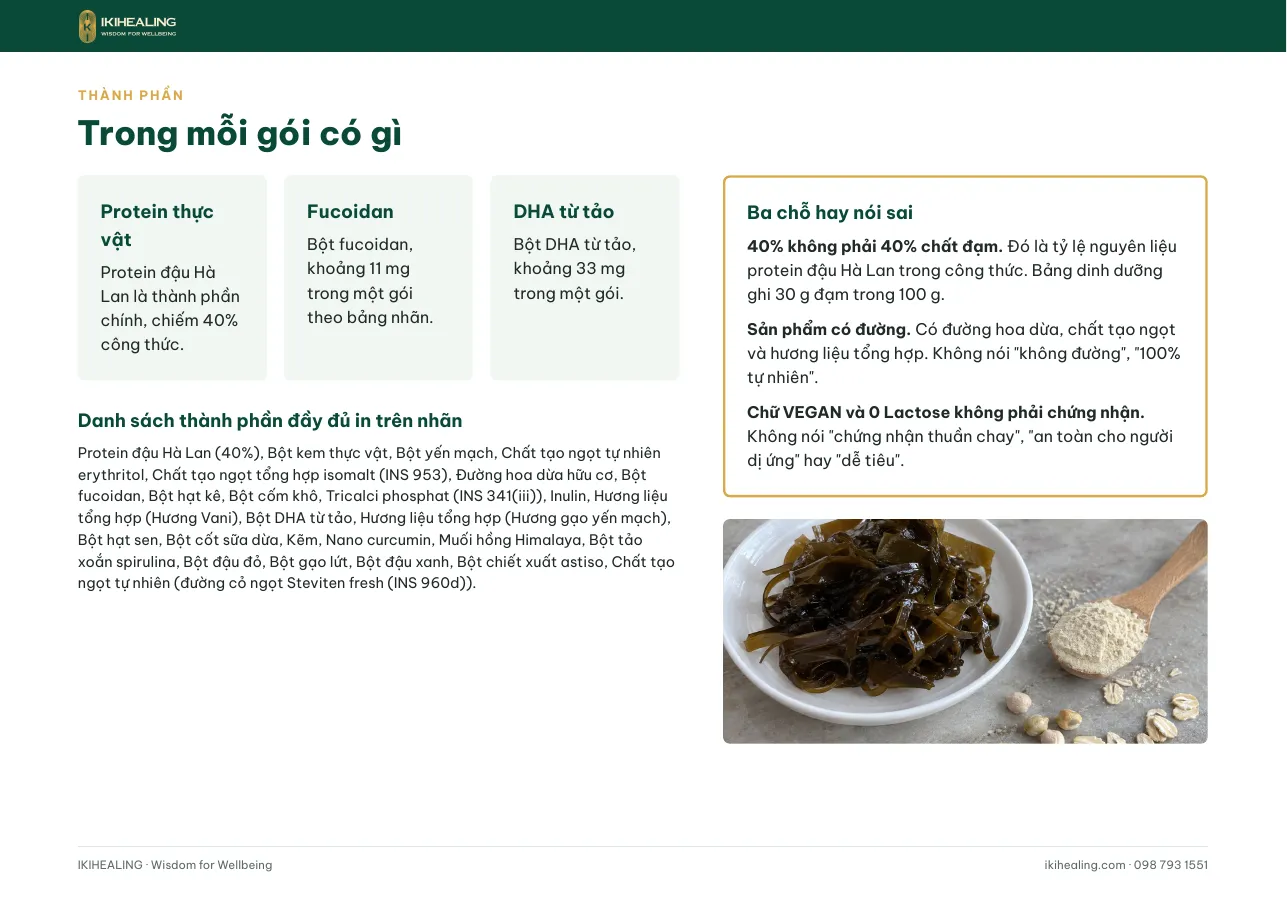 IKIHEALING
WISDOM FOR WELLBEING
THÀNH PHẦN
Trong mỗi gói có gì
Protein thực
vật
Protein đậu Hà
Lan là thành phần
chính, chiếm 40%
công thức.
Fucoidan
Bột fucoidan,
khoảng 11 mg
trong một gói
theo bảng nhãn.
DHA từ tảo
Bột DHA từ tảo,
khoảng 33 mg
trong một gói.
Danh sách thành phần đầy đủ in trên nhãn
Protein đậu Hà Lan (40%), Bột kem thực vật, Bột yến mạch, Chất tạo ngọt tự nhiên
erythritol, Chất tạo ngọt tổng hợp isomalt (INS 953), Đường hoa dừa hữu cơ, Bột
fucoidan, Bột hạt kê, Bột cốm khô, Tricalci phosphat (INS 341(iii)), Inulin, Hương liệu
tổng hợp (Hương Vani), Bột DHA từ tảo, Hương liệu tổng hợp (Hương gạo yến mạch),
Bột hạt sen, Bột cốt sữa dừa, Kẽm, Nano curcumin, Muối hồng Himalaya, Bột tảo
xoắn spirulina, Bột đậu đỏ, Bột gạo lứt, Bột đậu xanh, Bột chiết xuất astiso, Chất tạo
ngọt tự nhiên (đường cỏ ngọt Steviten fresh (INS 960d)).
Ba chỗ hay nói sai
40% không phải 40% chất đạm. Đó là tỷ lệ nguyên liệu
protein đậu Hà Lan trong công thức. Bảng dinh dưỡng
ghi 30 g đạm trong 100 g.
Sản phẩm có đường. Có đường hoa dừa, chất tạo ngọt
và hương liệu tổng hợp. Không nói "không đường", "100%
tự nhiên".
Chữ VEGAN và 0 Lactose không phải chứng nhận.
Không nói "chứng nhận thuần chay", "an toàn cho người
dị ứng" hay "dễ tiêu".
IKIHEALING · Wisdom for Wellbeing
ikihealing.com · 098 793 1551